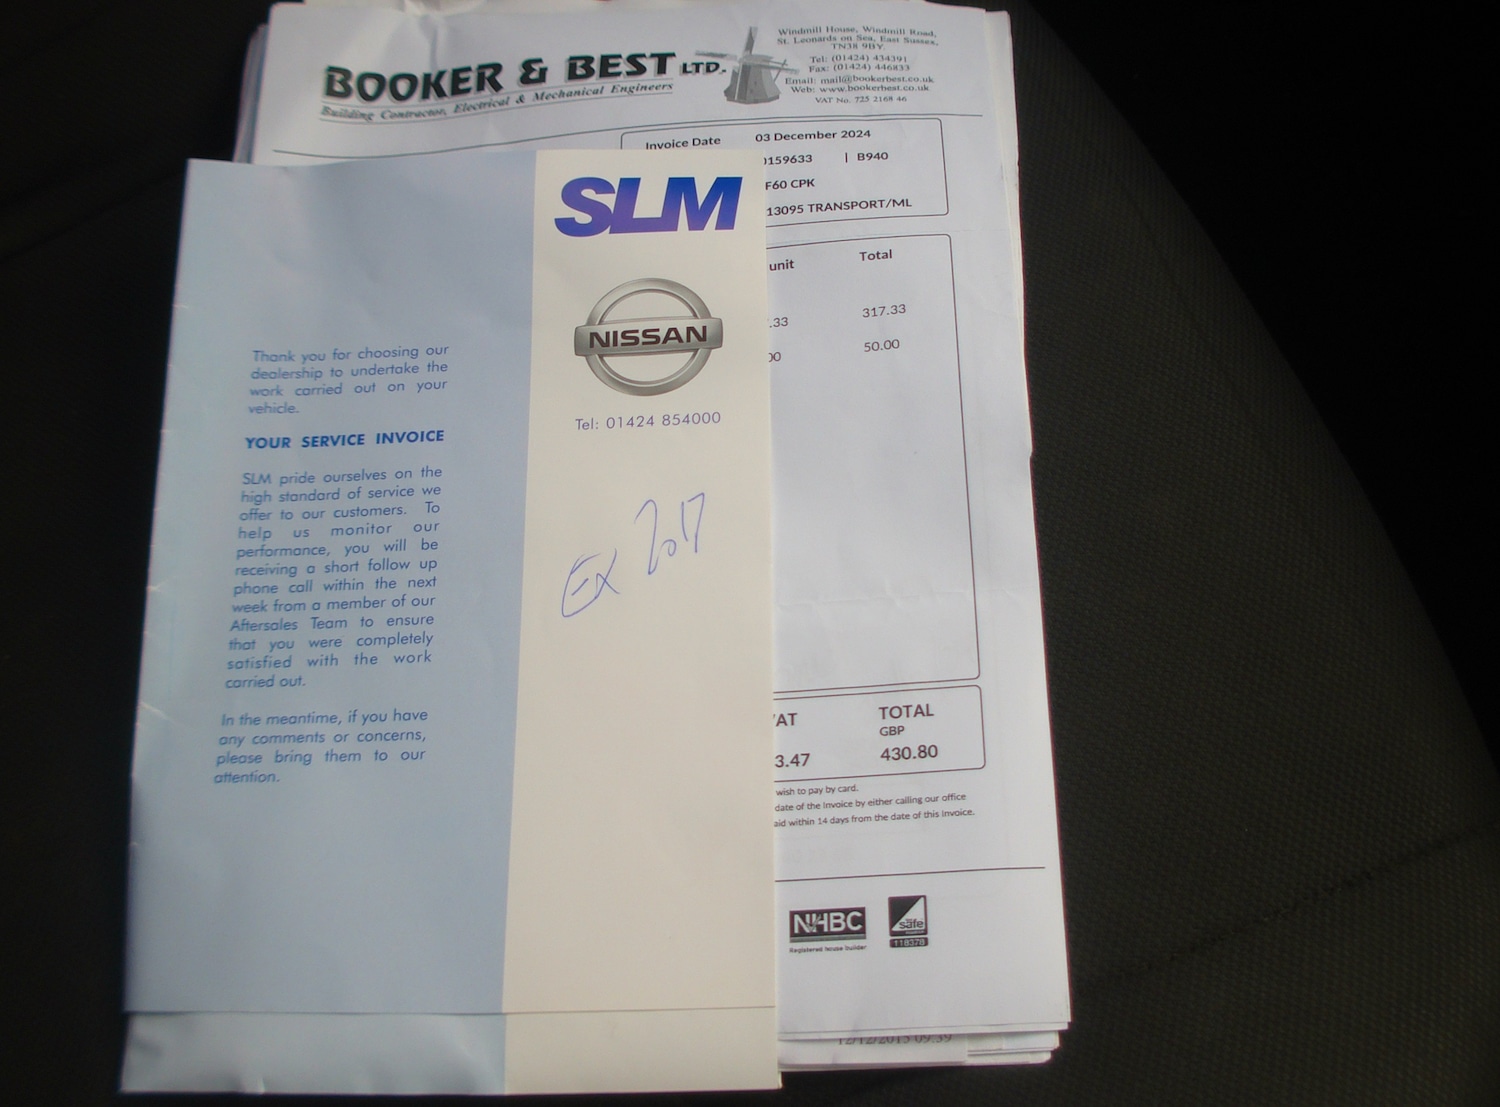 BOOKER & BEST LTD.
Building Contractor, Electrical & Mechanical Engineers
Windmill House, Windmill Road,
St. Leonards on Sea, East Sussex,
TN38 9BY.
Tel: (01424) 434391
Fax: (01424) 446833
Email: mail@bookerbest.co.uk
Web: www.bookerbest.co.uk
VAT No. 725 2168 46
Invoice Date 03 December 2024
159633 | B940
F60 CPK
13095 TRANSPORT/ML
unit Total
.33 317.33
00 50.00
VAT TOTAL
GBP
3.47 430.80
wish to pay by card.
date of the Invoice by either calling our office
aid within 14 days from the date of this Invoice.
NHBC
Registered house builder
safe
118378
12/12/2015 09:39
SLM
NISSAN
Tel: 01424 854000
EX 2017
Thank you for choosing our
dealership to undertake the
work carried out on your
vehicle.
YOUR SERVICE INVOICE
SLM pride ourselves on the
high standard of service we
offer to our customers. To
help us monitor our
performance, you will be
receiving a short follow up
phone call within the next
week from a member of our
Aftersales Team to ensure
that you were completely
satisfied with the work
carried out.
In the meantime, if you have
any comments or concerns,
please bring them to our
attention.